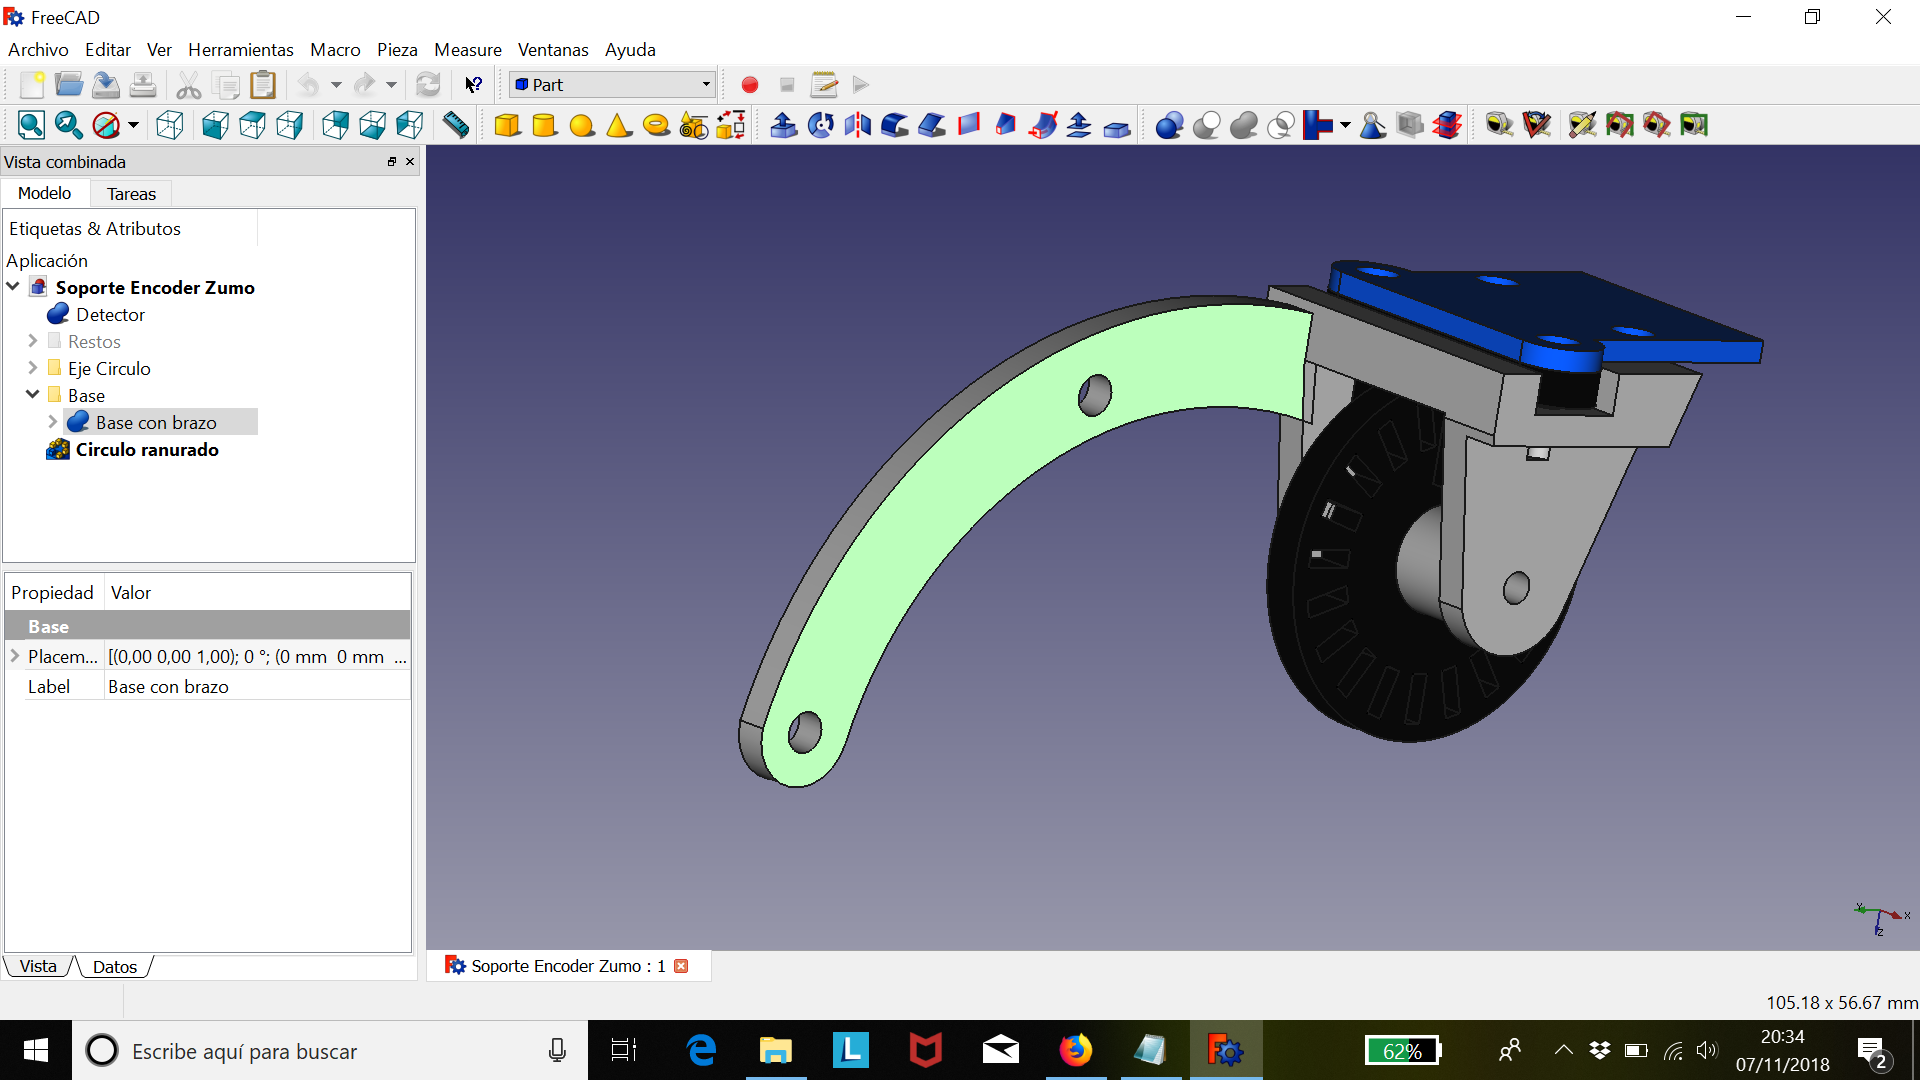 FreeCAD
Archivo Editar Ver Herramientas Macro Pieza Measure Ventanas Ayuda
Part
Vista combinada
Modelo Tareas
Etiquetas & Atributos
Aplicación
Soporte Encoder Zumo
Detector
Restos
Eje Circulo
Base
Base con brazo
Circulo ranurado
Propiedad Valor
Base
Placem... [(0,00 0,00 1,00); 0 °; (0 mm 0 mm ...
Label Base con brazo
Vista Datos
Soporte Encoder Zumo : 1
Y X
Z
105.18 x 56.67 mm
Escribe aquí para buscar
L
62%
20:34
07/11/2018
2